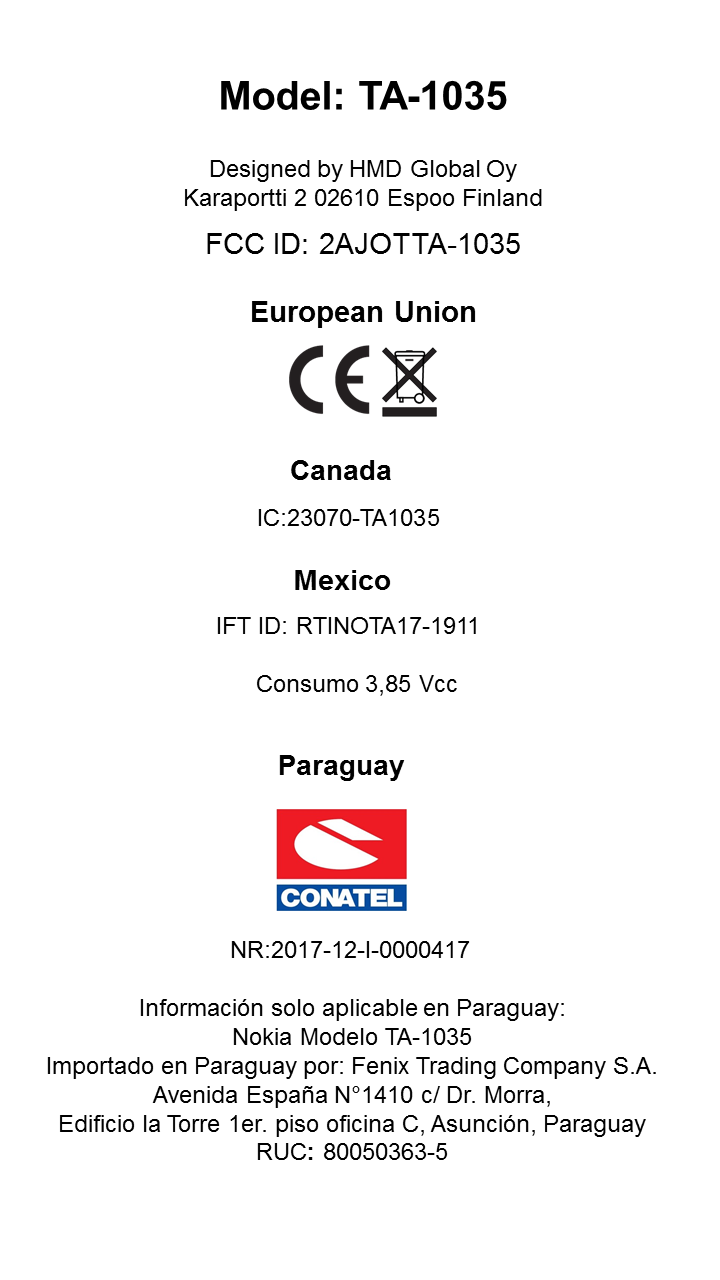 Model: TA-1035
Designed by HMD Global Oy
Karaportti 2 02610 Espoo Finland
FCC ID: 2AJOTTA-1035
European Union
CE
Canada
IC:23070-TA1035
Mexico
IFT ID: RTINOTA17-1911
Consumo 3,85 Vcc
Paraguay
CONATEL
NR:2017-12-I-0000417
Información solo aplicable en Paraguay:
Nokia Modelo TA-1035
Importado en Paraguay por: Fenix Trading Company S.A.
Avenida España N°1410 c/ Dr. Morra,
Edificio la Torre 1er. piso oficina C, Asunción, Paraguay
RUC: 80050363-5